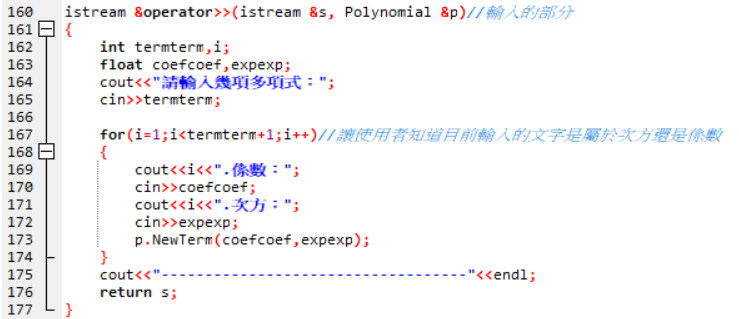 160 istream &operator>>(istream &s, Polynomial &p)//輸入的部分
161 {
162 int termterm,i;
163 float coefcoef,expexp;
164 cout<<"請輸入幾項多項式：";
165 cin>>termterm;
166
167 for(i=1;i<termterm+1;i++)//讓使用者知道目前輸入的文字是屬於次方還是係數
168 {
169 cout<<i<<".係數：";
170 cin>>coefcoef;
171 cout<<i<<".次方：";
172 cin>>expexp;
173 p.NewTerm(coefcoef,expexp);
174 }
175 cout<<"-----------------------------------"<<endl;
176 return s;
177 }